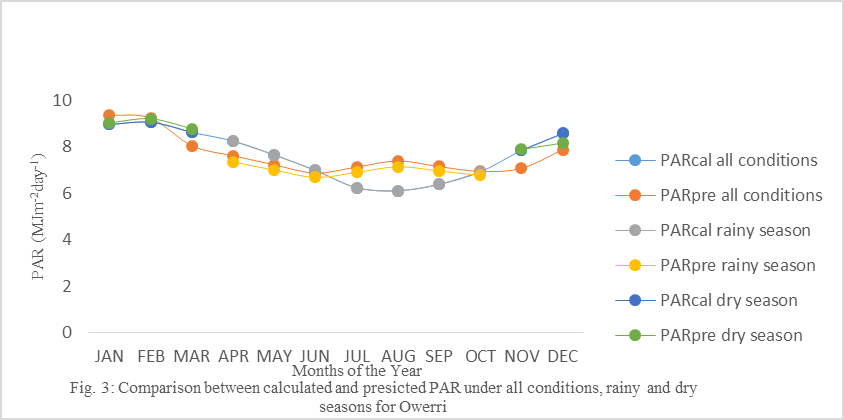 10
8
6
4
2
0
PAR (MJm-2day-1)
JAN FEB MAR APR MAY JUN JUL AUG SEP OCT NOV DEC
Months of the Year
PARcal all conditions
PARpre all conditions
PARcal rainy season
PARpre rainy season
PARcal dry season
PARpre dry season
Fig. 3: Comparison between calculated and presicted PAR under all conditions, rainy and dry
seasons for Owerri